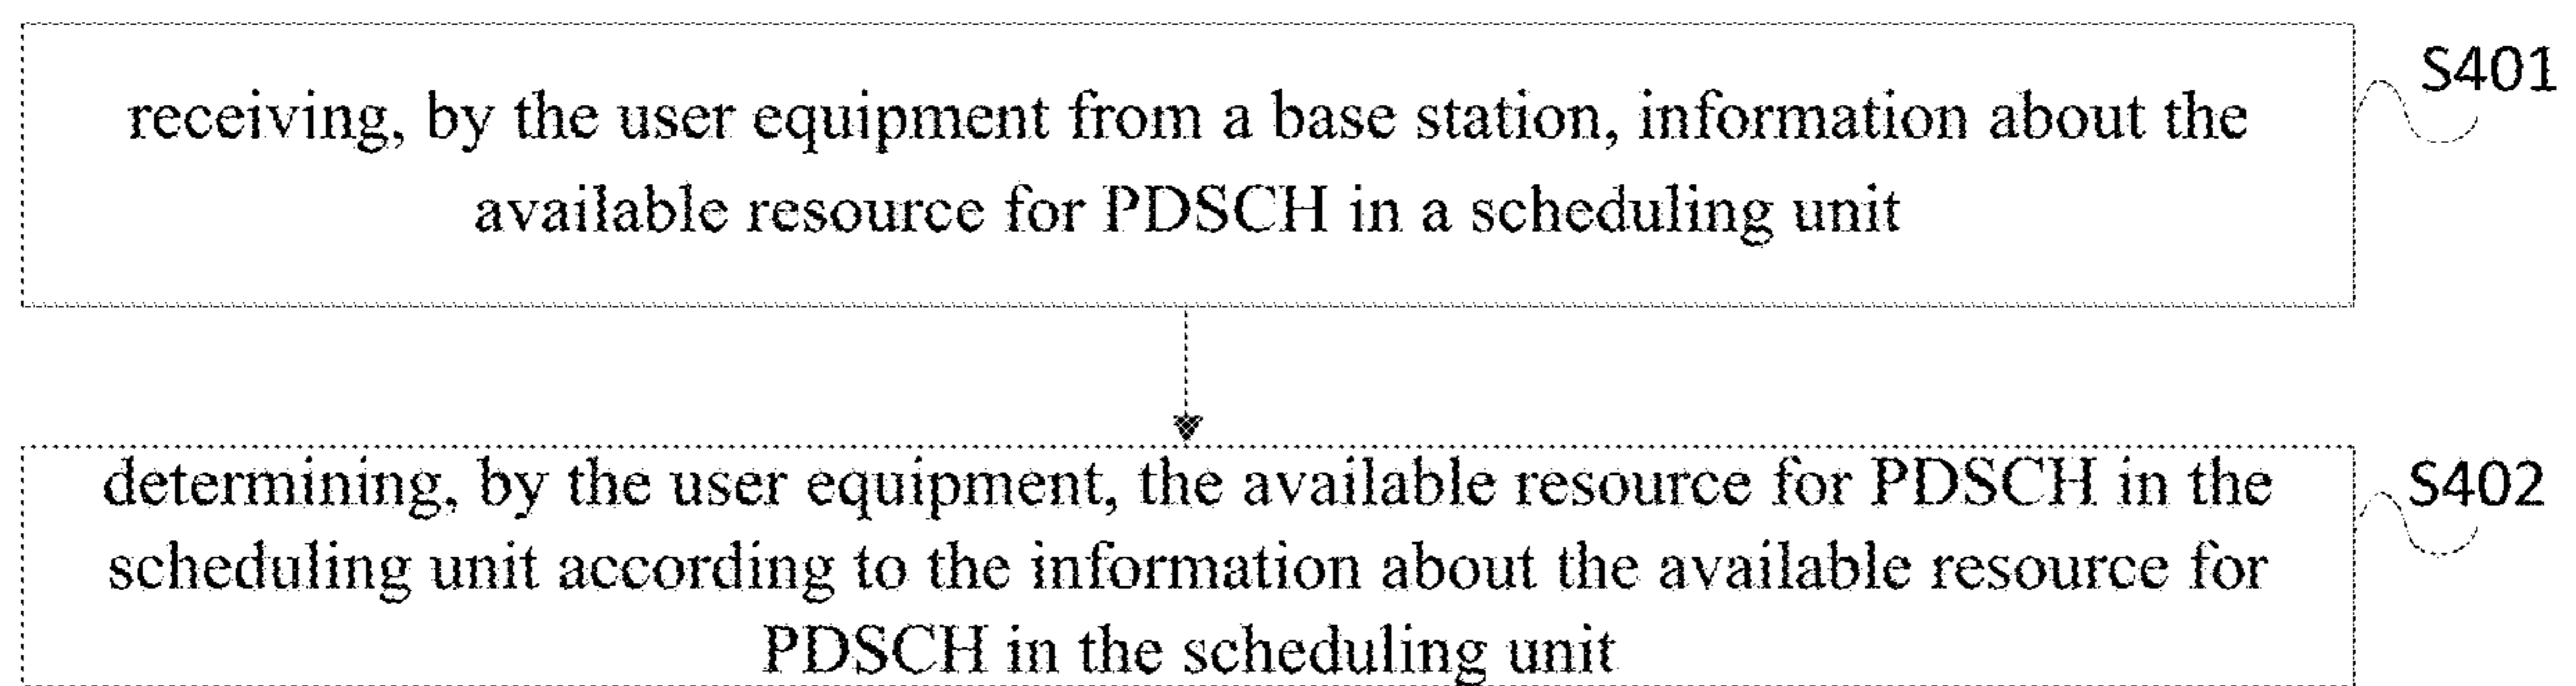 receiving, by the user equipment from a base station, information about the
available resource for PDSCH in a scheduling unit
S401
determining, by the user equipment, the available resource for PDSCH in the
scheduling unit according to the information about the available resource for
PDSCH in the scheduling unit
S402